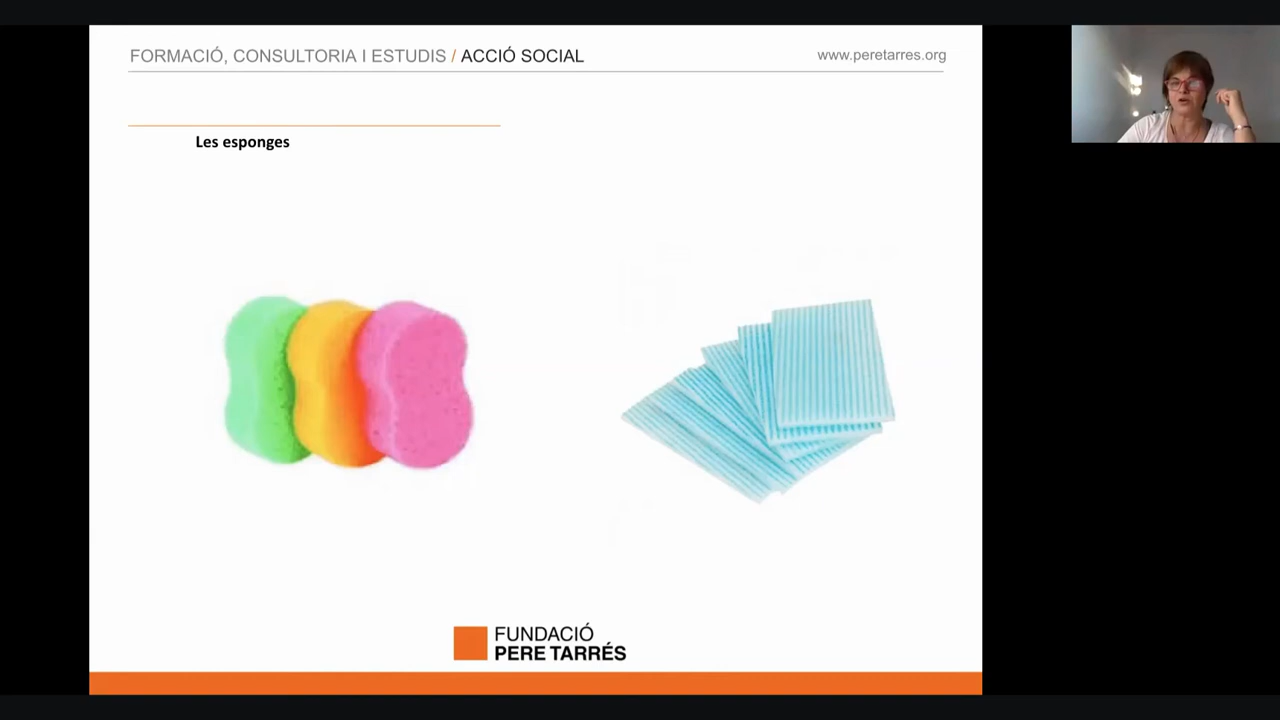 FORMACIÓ, CONSULTORIA I ESTUDIS / ACCIÓ SOCIAL
www.peretarres.org
Les esponges
FUNDACIÓ
PERE TARRÉS